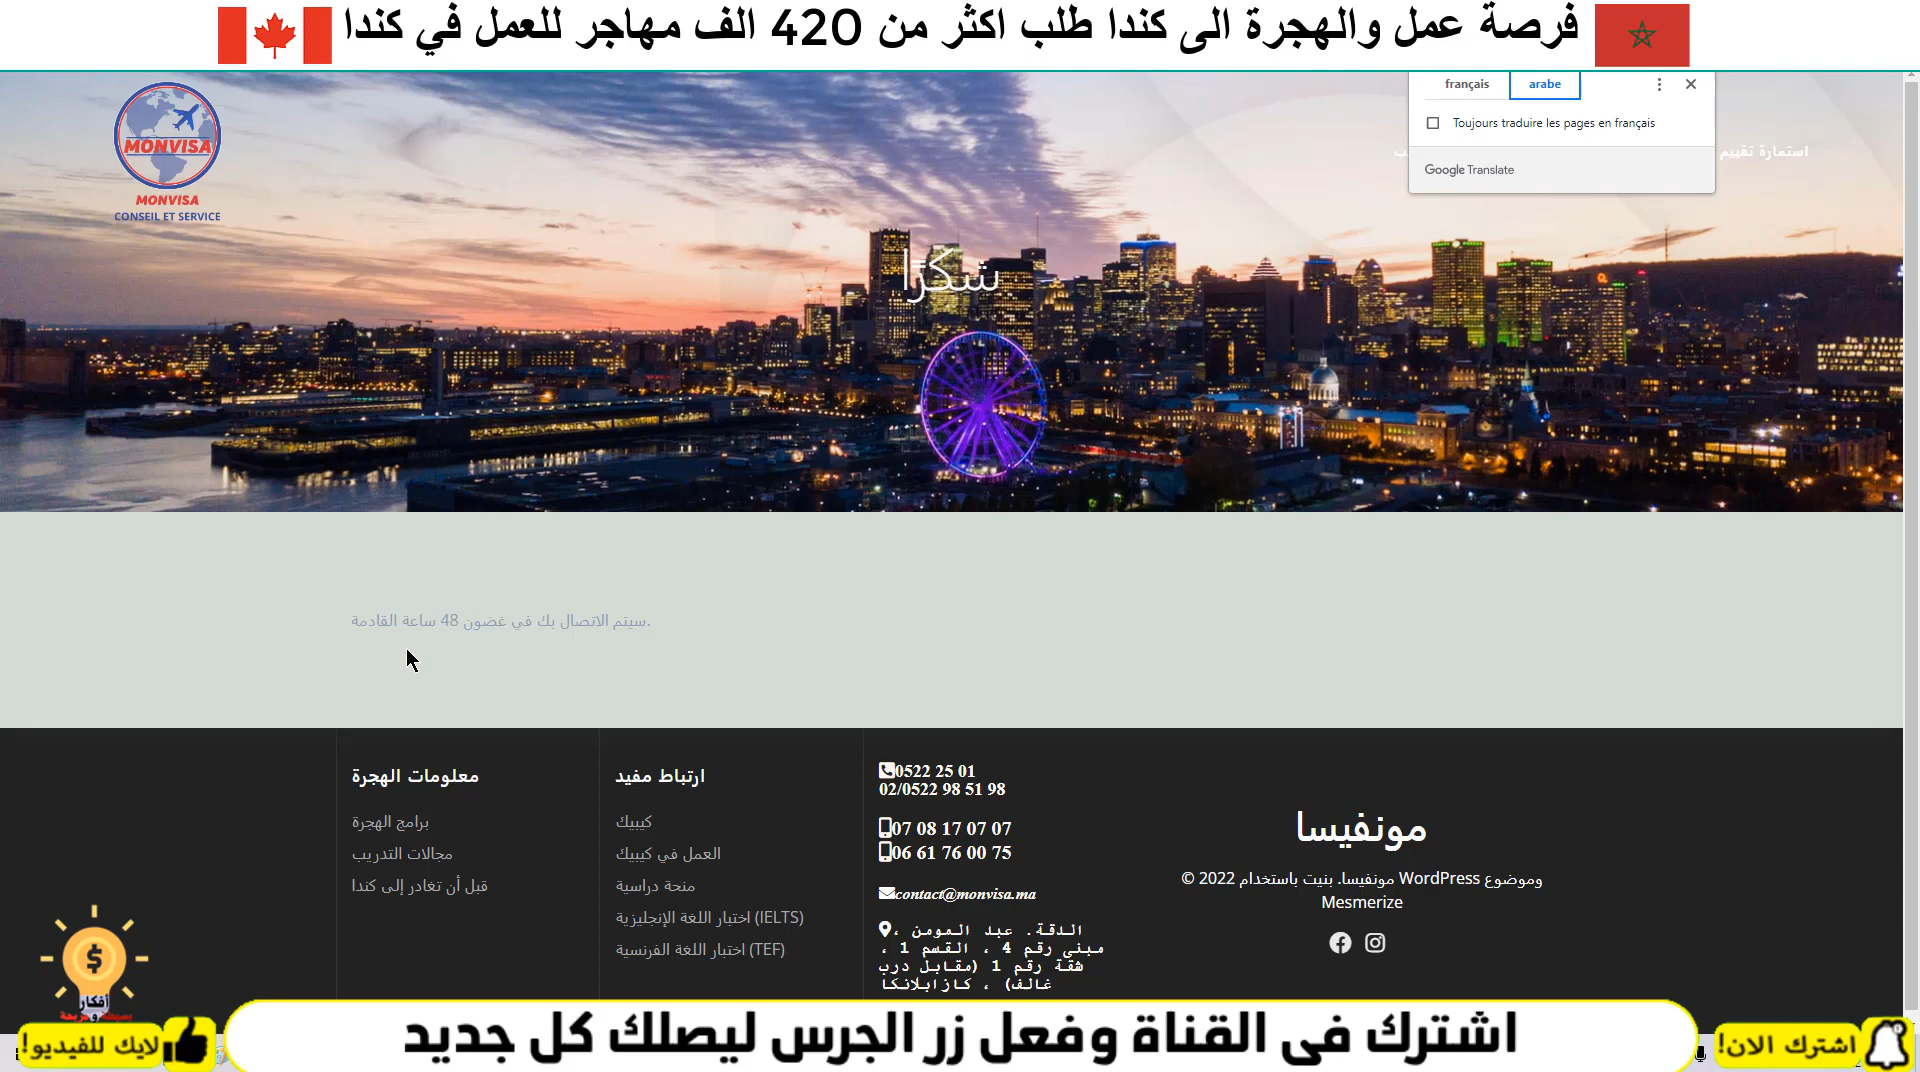 فرصة عمل والهجرة الى كندا طلب اكثر من 420 الف مهاجر للعمل في كندا
français
arabe
Toujours traduire les pages en français
Google Translate
استمارة تقييم
MONVISA
MONVISA
CONSEIL ET SERVICE
شكرًا
سيتم الاتصال بك في غضون 48 ساعة القادمة.
معلومات الهجرة
برامج الهجرة
مجالات التدريب
قبل أن تغادر إلى كندا
ارتباط مفيد
كيبيك
العمل في كيبيك
منحة دراسية
اختبار اللغة الإنجليزية (IELTS)
اختبار اللغة الفرنسية (TEF)
0522 25 01
02/0522 98 51 98
07 08 17 07 07
06 61 76 00 75
contact@monvisa.ma
الدقة. عبد المومن ،
مبنى رقم 4 ، القسم 1 ،
شقة رقم 1 (مقابل درب
غالف) ، كازابلانكا
مونفيسا
© 2022 مونفيسا. بنيت باستخدام WordPress وموضوع
Mesmerize
أفكار
لايك للفيديو!
اشترك فى القناة وفعل زر الجرس ليصلك كل جديد
اشترك الان!